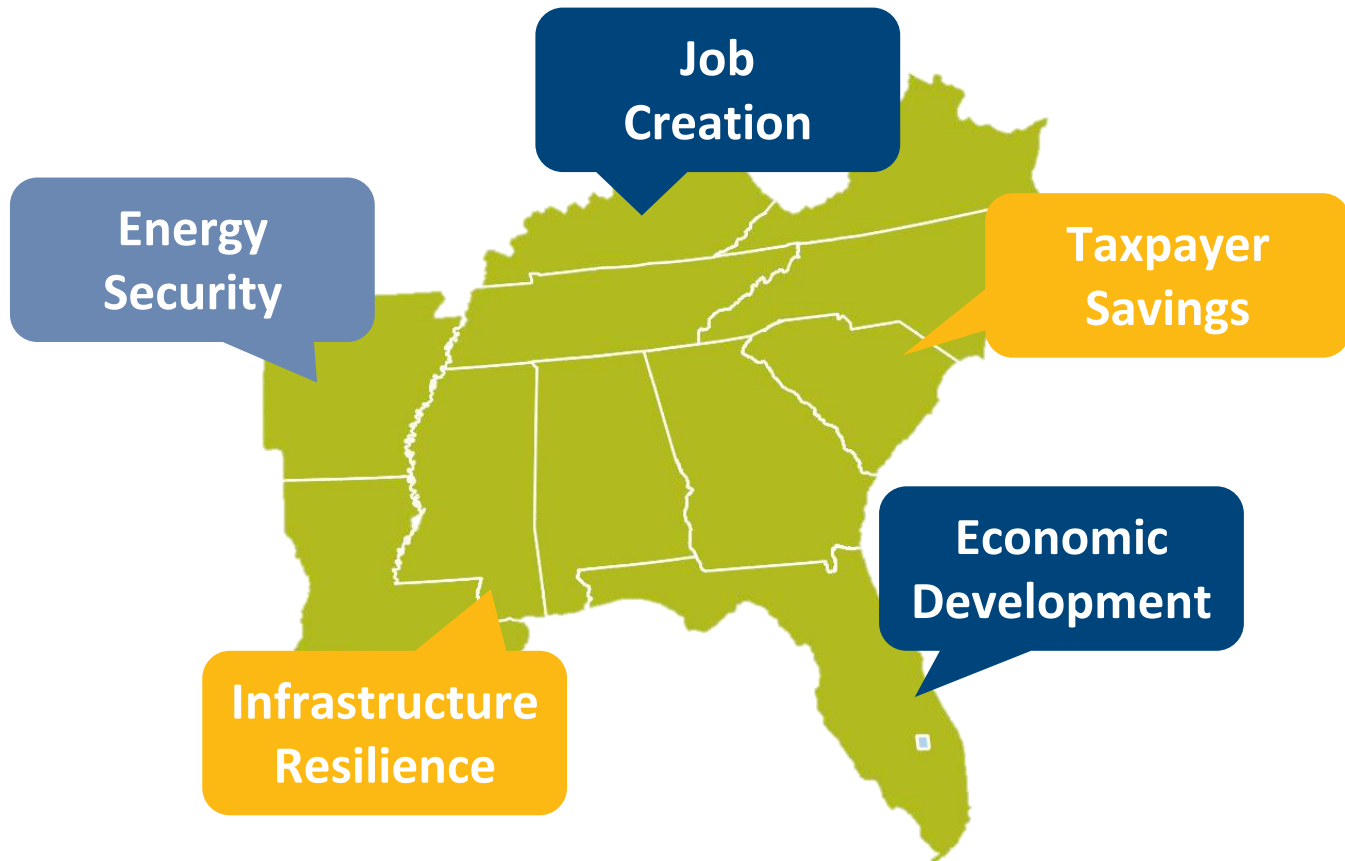 Job
Creation
Energy
Security
Taxpayer
Savings
Economic
Development
Infrastructure
Resilience